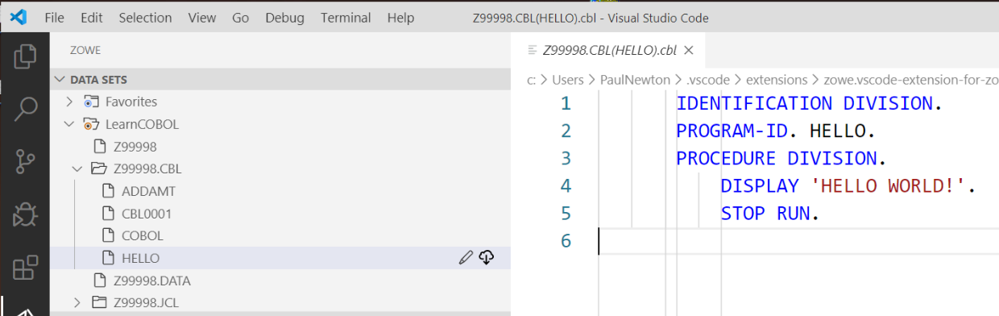 File Edit Selection View Go Debug Terminal Help Z99998.CBL(HELLO).cbl - Visual Studio Code
ZOWE
DATA SETS
Favorites
LearnCOBOL
Z99998
Z99998.CBL
ADDAMT
CBL0001
COBOL
HELLO
Z99998.DATA
Z99998.JCL
Z99998.CBL(HELLO).cbl
c: > Users > PaulNewton > .vscode > extensions > zowe.vscode-extension-for-zo
1 IDENTIFICATION DIVISION.
2 PROGRAM-ID. HELLO.
3 PROCEDURE DIVISION.
4 DISPLAY 'HELLO WORLD!'.
5 STOP RUN.
6